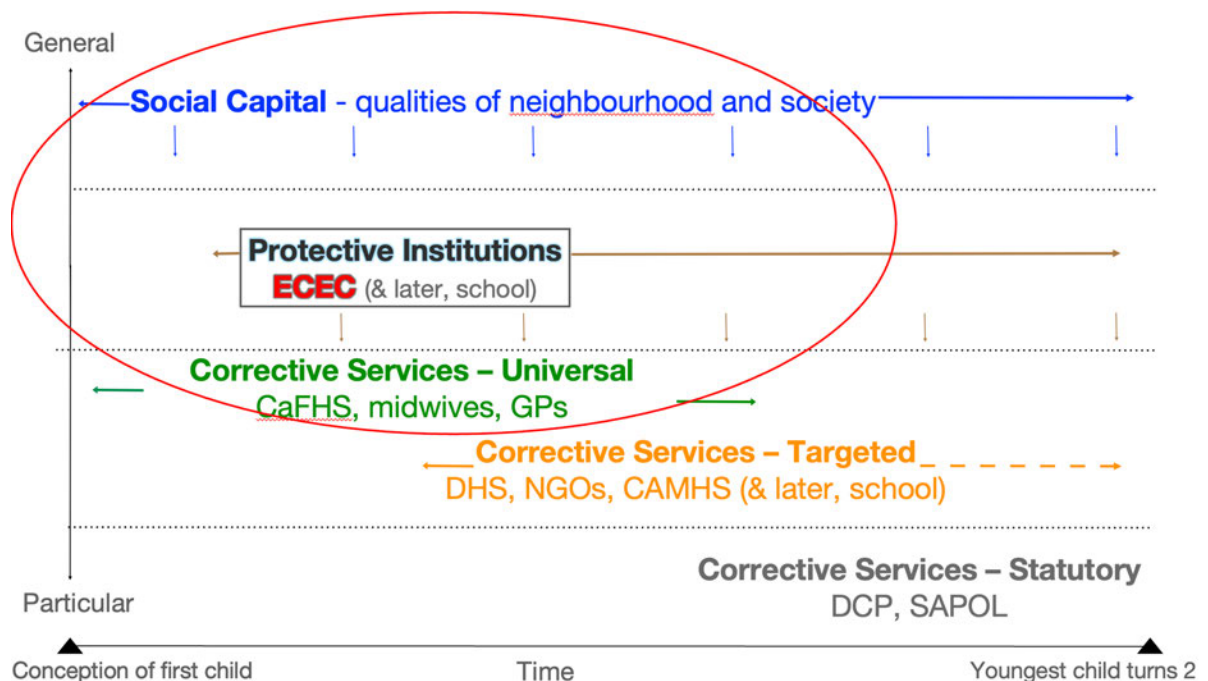 General
Social Capital - qualities of neighbourhood and society
Protective Institutions
ECEC (& later, school)
Corrective Services – Universal
CaFHS, midwives, GPs
Corrective Services – Targeted
DHS, NGOs, CAMHS (& later, school)
Corrective Services – Statutory
DCP, SAPOL
Particular
Conception of first child
Time
Youngest child turns 2